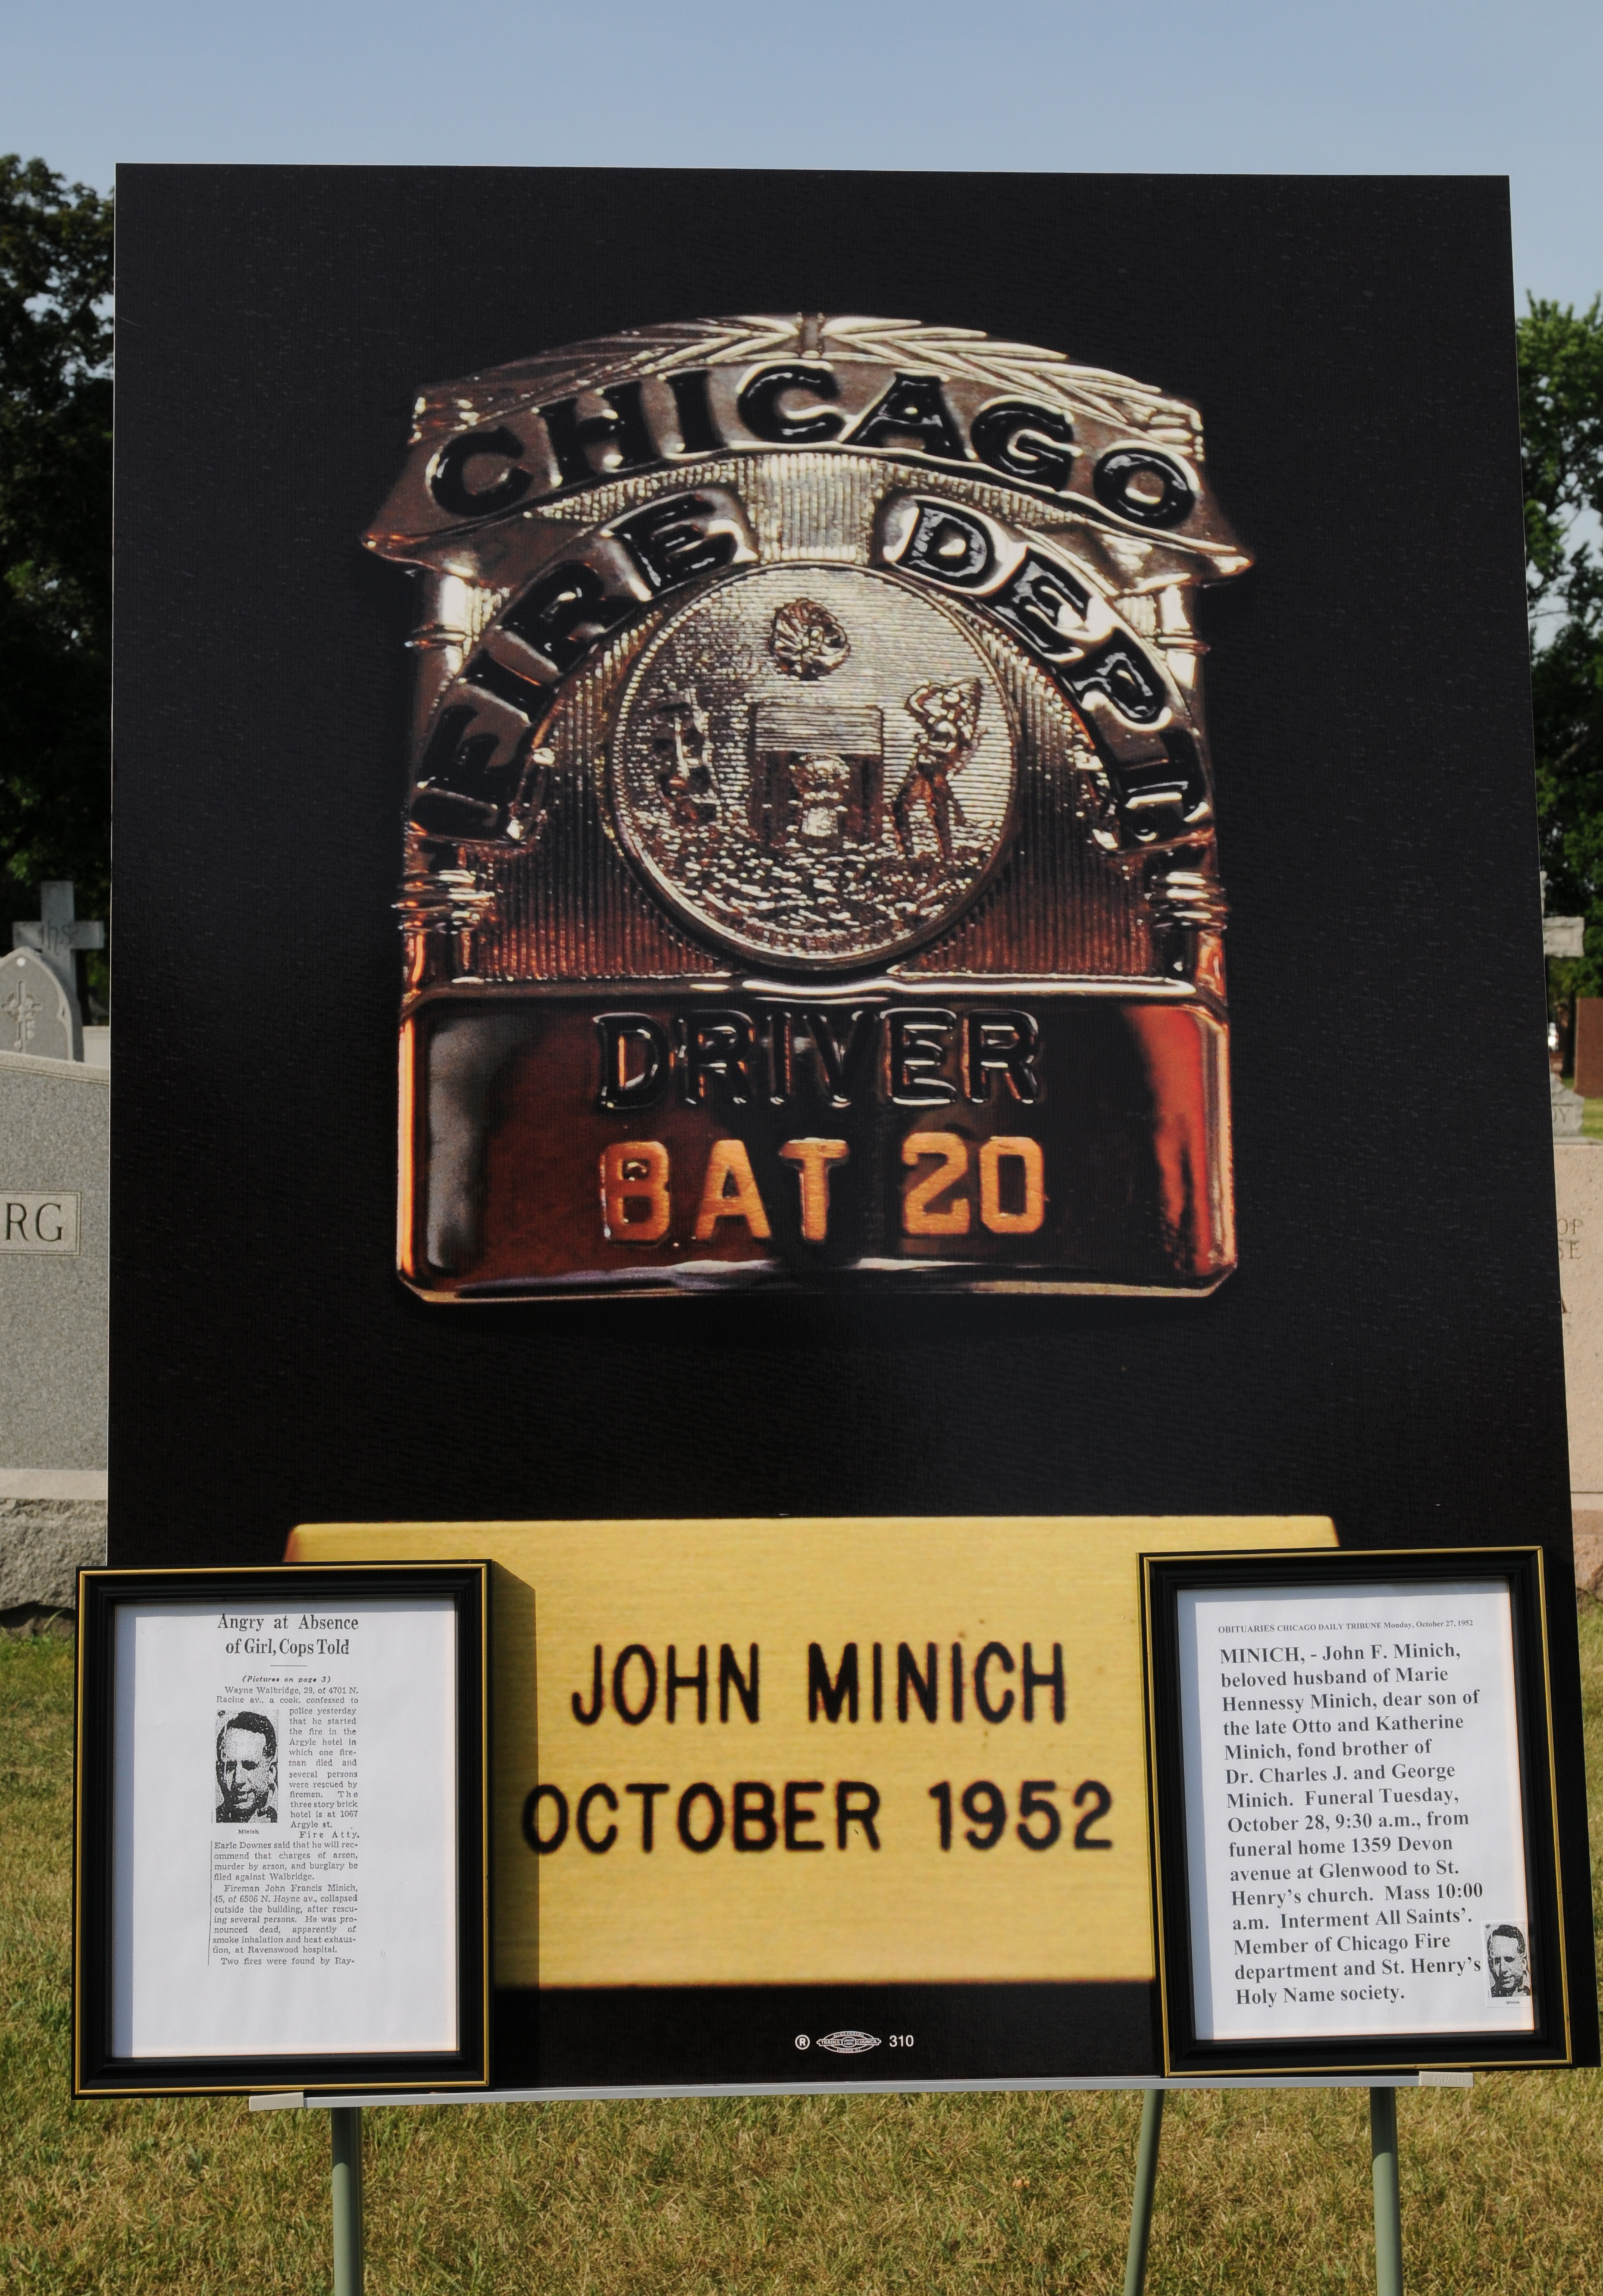 CHICAGO
FIRE DEPT
DRIVER
BAT 20
JOHN MINICH
OCTOBER 1952
® 310
Angry at Absence
of Girl, Cops Told
(Pictures on page 3)
Wayne Walbridge, 29, of 4701 N.
Racine av., a cook, confessed to
police yesterday
that he started
the fire in the
Argyle hotel in
which one fire-
man died and
several persons
were rescued by
firemen. The
three story brick
hotel is at 1067
Argyle st.
Minich
Fire Atty.
Earle Downes said that he will rec-
ommend that charges of arson,
murder by arson, and burglary be
filed against Walbridge.
Fireman John Francis Minich,
45, of 6506 N. Hoyne av., collapsed
outside the building, after rescu-
ing several persons. He was pro-
nounced dead, apparently of
smoke inhalation and heat exhaus-
tion, at Ravenswood hospital.
Two fires were found by Ray-
OBITUARIES CHICAGO DAILY TRIBUNE Monday, October 27, 1952
MINICH, - John F. Minich,
beloved husband of Marie
Hennessy Minich, dear son of
the late Otto and Katherine
Minich, fond brother of
Dr. Charles J. and George
Minich. Funeral Tuesday,
October 28, 9:30 a.m., from
funeral home 1359 Devon
avenue at Glenwood to St.
Henry's church. Mass 10:00
a.m. Interment All Saints'.
Member of Chicago Fire
department and St. Henry's
Holy Name society.
RG